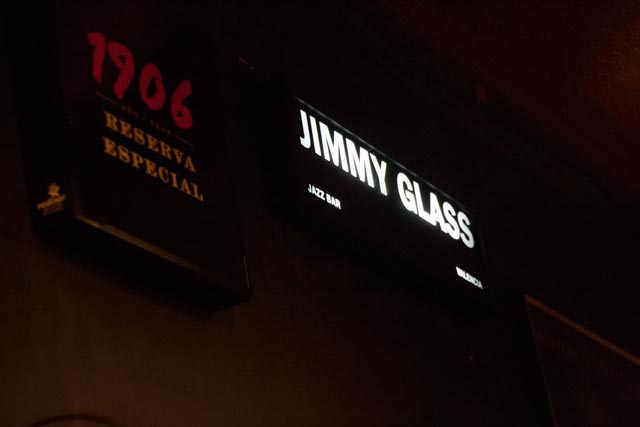 1906
RESERVA
ESPECIAL
JIMMY GLASS
JAZZ BAR
VALENCIA